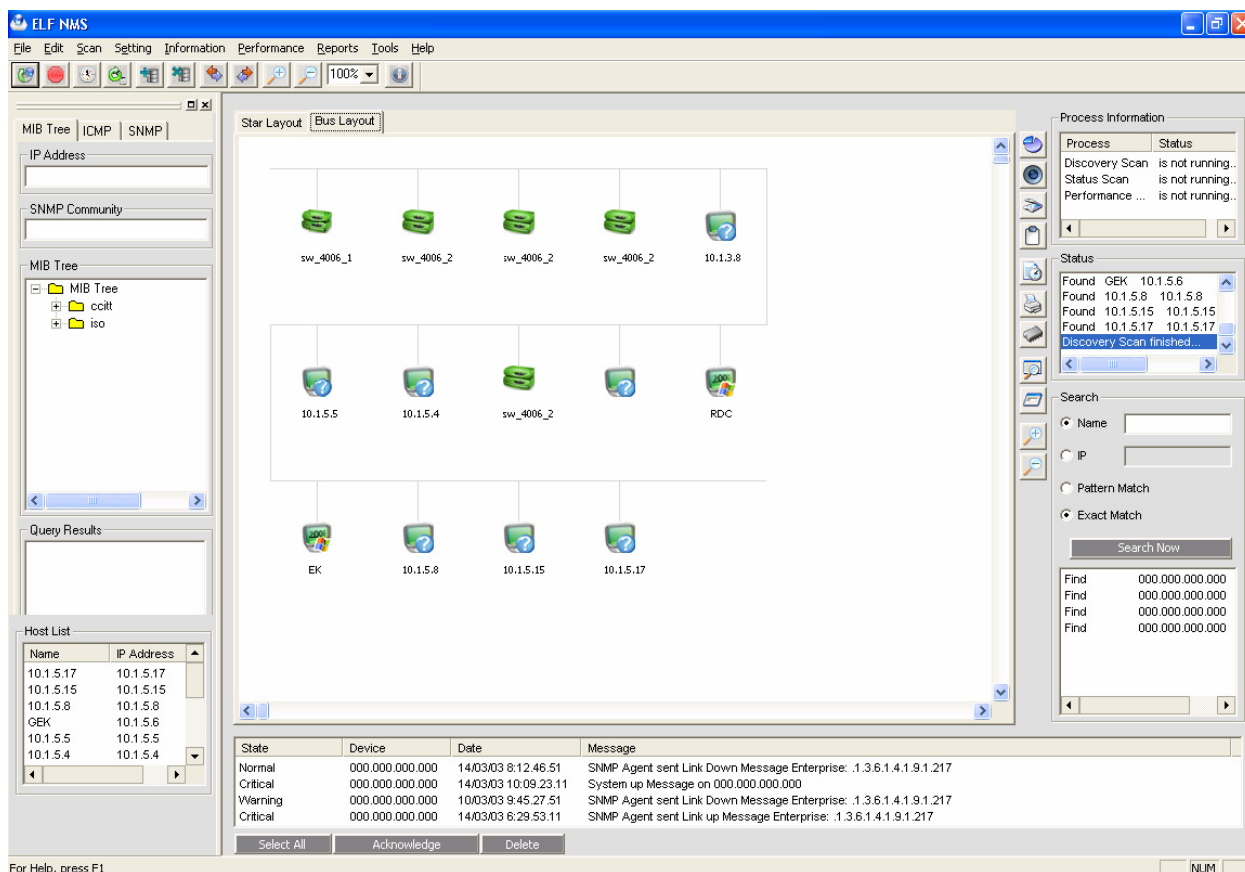 ELF NMS
File Edit Scan Setting Information Performance Reports Tools Help
100%
MIB Tree ICMP SNMP
IP Address
SNMP Community
MIB Tree
MIB Tree
ccitt
iso
Query Results
Host List
Name IP Address
10.1.5.17 10.1.5.17
10.1.5.15 10.1.5.15
10.1.5.8 10.1.5.8
GEK 10.1.5.6
10.1.5.5 10.1.5.5
10.1.5.4 10.1.5.4
Star Layout Bus Layout
sw_4006_1 sw_4006_2 sw_4006_2 sw_4006_2 10.1.3.8
10.1.5.5 10.1.5.4 sw_4006_2 RDC
EK 10.1.5.8 10.1.5.15 10.1.5.17
State Device Date Message
Normal 000.000.000.000 14/03/03 8:12.46.51 SNMP Agent sent Link Down Message Enterprise: .1.3.6.1.4.1.9.1.217
Critical 000.000.000.000 14/03/03 10:09.23.11 System up Message on 000.000.000.000
Warning 000.000.000.000 10/03/03 9:45.27.51 SNMP Agent sent Link Down Message Enterprise: .1.3.6.1.4.1.9.1.217
Critical 000.000.000.000 14/03/03 6:29.53.11 SNMP Agent sent Link up Message Enterprise: .1.3.6.1.4.1.9.1.217
Select All Acknowledge Delete
Process Information
Process Status
Discovery Scan is not running..
Status Scan is not running..
Performance ... is not running..
Status
Found GEK 10.1.5.6
Found 10.1.5.8 10.1.5.8
Found 10.1.5.15 10.1.5.15
Found 10.1.5.17 10.1.5.17
Discovery Scan finished...
Search
Name
IP
Pattern Match
Exact Match
Search Now
Find 000.000.000.000
Find 000.000.000.000
Find 000.000.000.000
Find 000.000.000.000
For Help, press F1 NUM